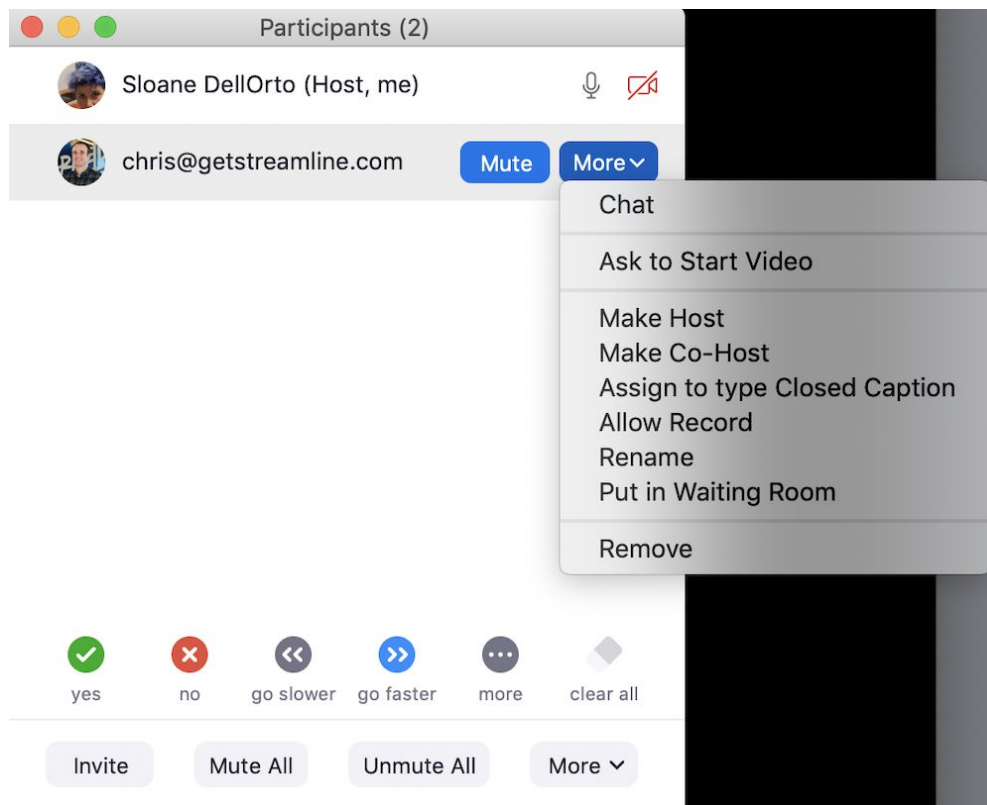 Participants (2)
Sloane DellOrto (Host, me)
chris@getstreamline.com
Mute
More
Chat
Ask to Start Video
Make Host
Make Co-Host
Assign to type Closed Caption
Allow Record
Rename
Put in Waiting Room
Remove
yes
no
go slower
go faster
more
clear all
Invite
Mute All
Unmute All
More